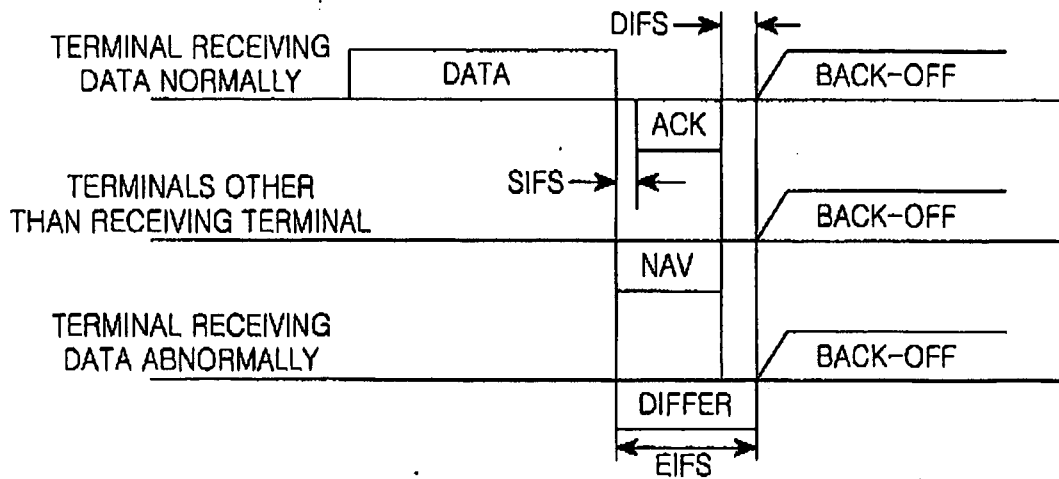 DIFS
TERMINAL RECEIVING
DATA NORMALLY
DATA
BACK-OFF
ACK
SIFS
TERMINALS OTHER
THAN RECEIVING TERMINAL
BACK-OFF
NAV
TERMINAL RECEIVING
DATA ABNORMALLY
BACK-OFF
DIFFER
EIFS